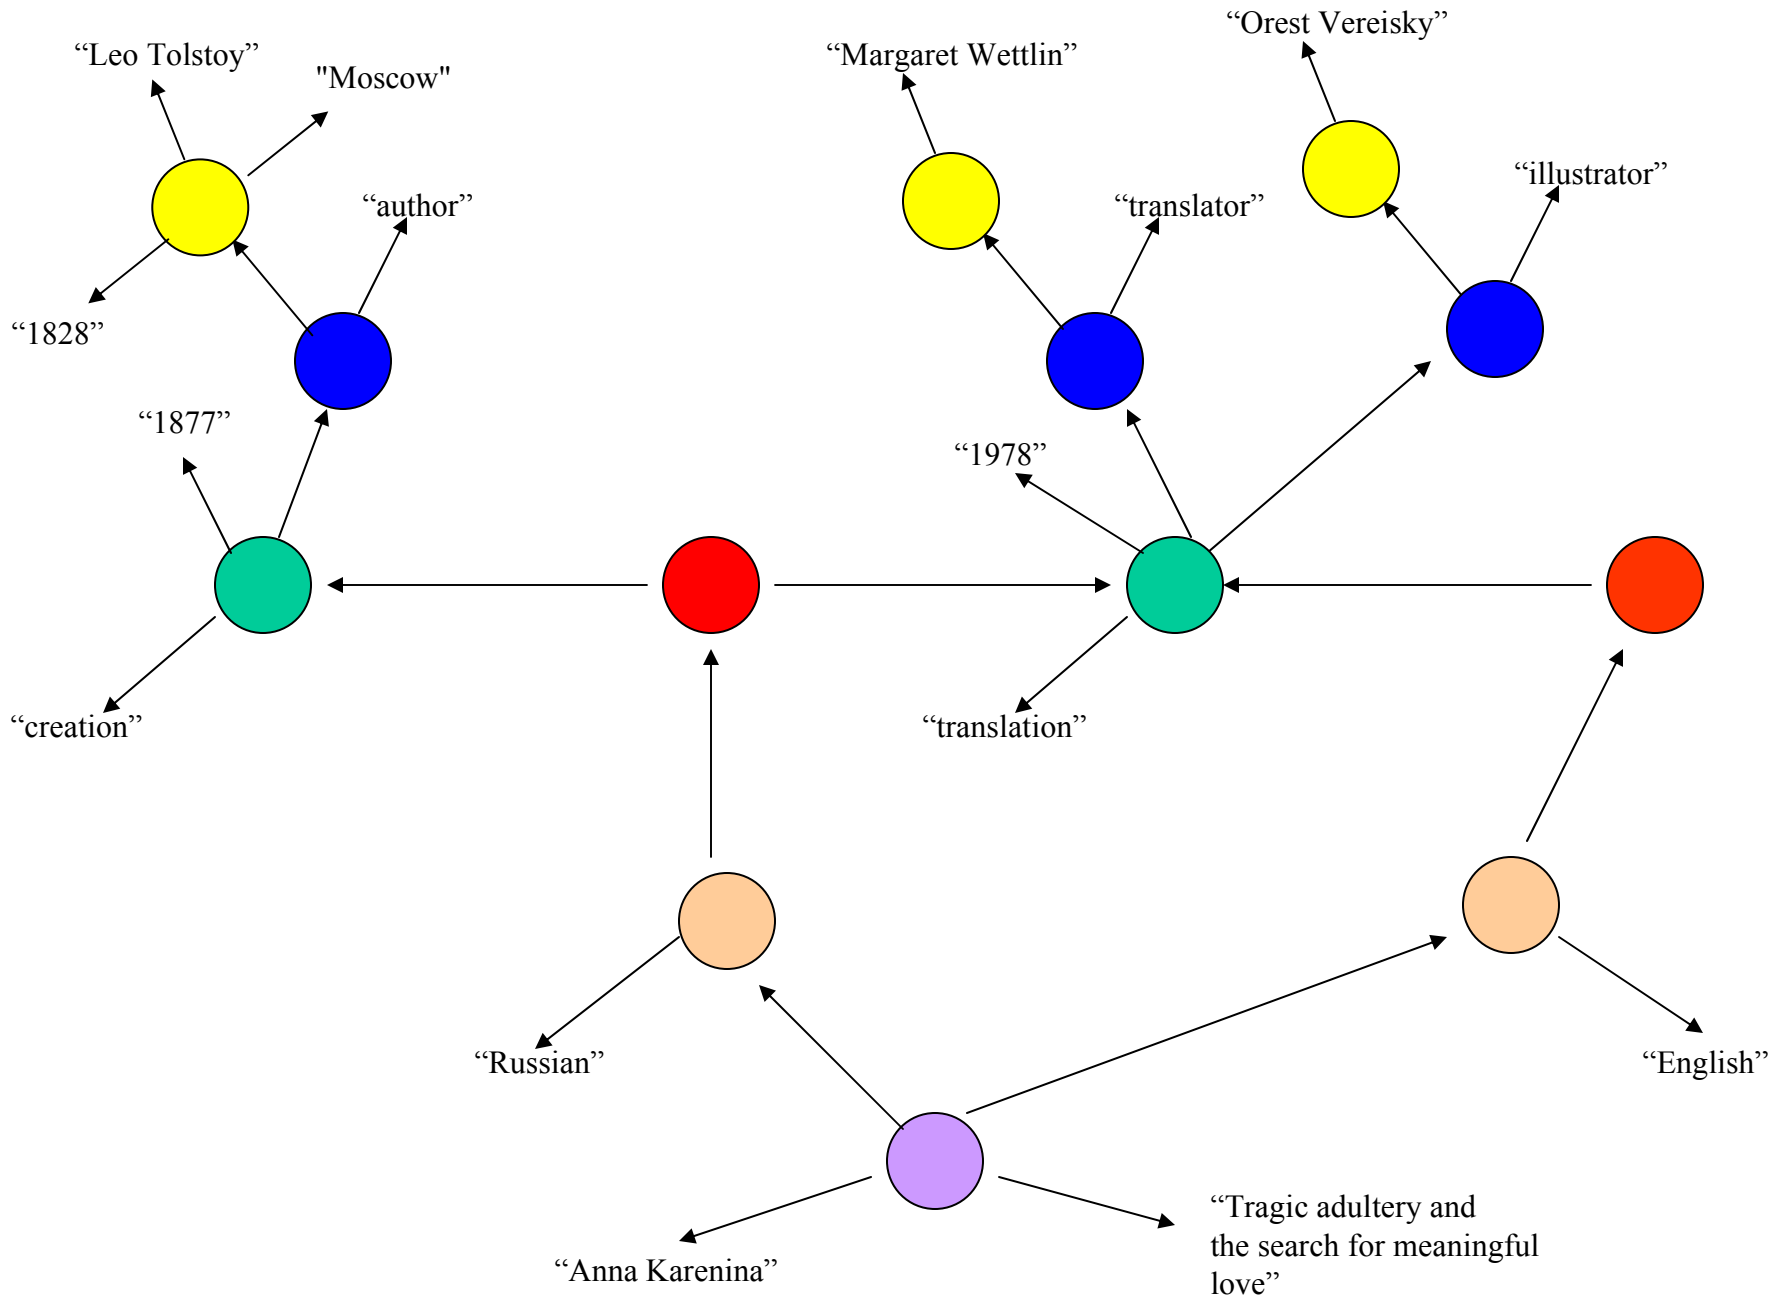 “Orest Vereisky”
“Leo Tolstoy”
“Margaret Wettlin”
"Moscow"
“illustrator”
“author”
“translator”
“1828”
“1877”
“1978”
“creation”
“translation”
“Russian”
“English”
“Tragic adultery and
the search for meaningful
love”
“Anna Karenina”